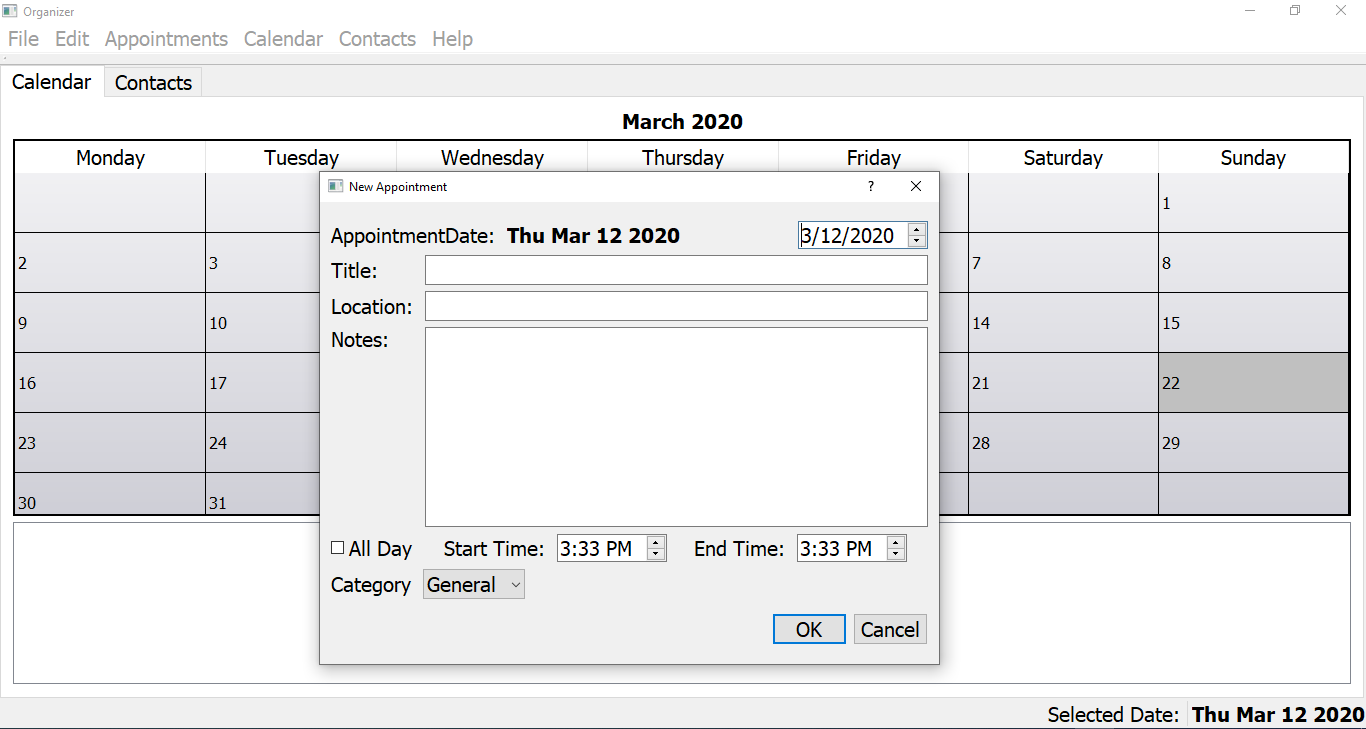 Organizer
File Edit Appointments Calendar Contacts Help
Calendar Contacts
March 2020
Monday Tuesday Wednesday Thursday Friday Saturday Sunday
1
2 3 7 8
9 10 14 15
16 17 21 22
23 24 28 29
30 31
New Appointment ?
AppointmentDate: Thu Mar 12 2020 3/12/2020
Title:
Location:
Notes:
All Day Start Time: 3:33 PM End Time: 3:33 PM
Category General
OK Cancel
Selected Date: Thu Mar 12 2020